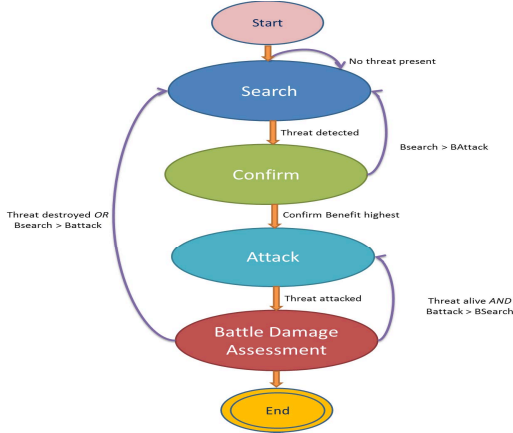 Start
No threat present
Search
Threat detected
Bsearch > BAttack
Confirm
Threat destroyed OR
Bsearch > Battack
Confirm Benefit highest
Attack
Threat attacked
Threat alive AND
Battack > BSearch
Battle Damage
Assessment
End